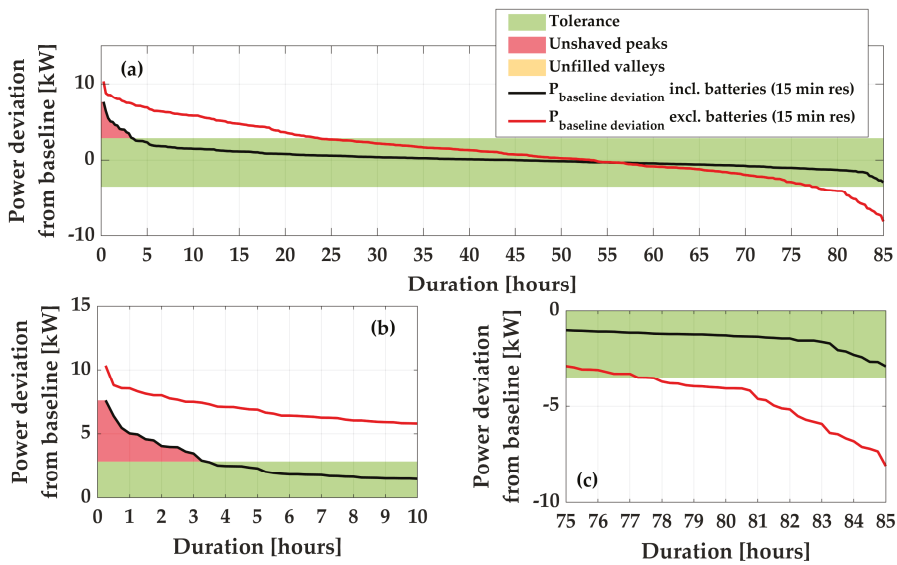 Tolerance
Unshaved peaks
Unfilled valleys
P baseline deviation incl. batteries (15 min res)
P baseline deviation excl. batteries (15 min res)
15
10
0
-10
(a)
Power deviation
from baseline [kW]
0 5 10 15 20 25 30 35 40 45 50 55 60 65 70 75 80 85
Duration [hours]
15
10
5
0
(b)
Power deviation
from baseline [kW]
0 1 2 3 4 5 6 7 8 9 10
Duration [hours]
0
-5
-10
(c)
Power deviation
from baseline [kW]
75 76 77 79 80 81 82 83 84 85
Duration [hours]